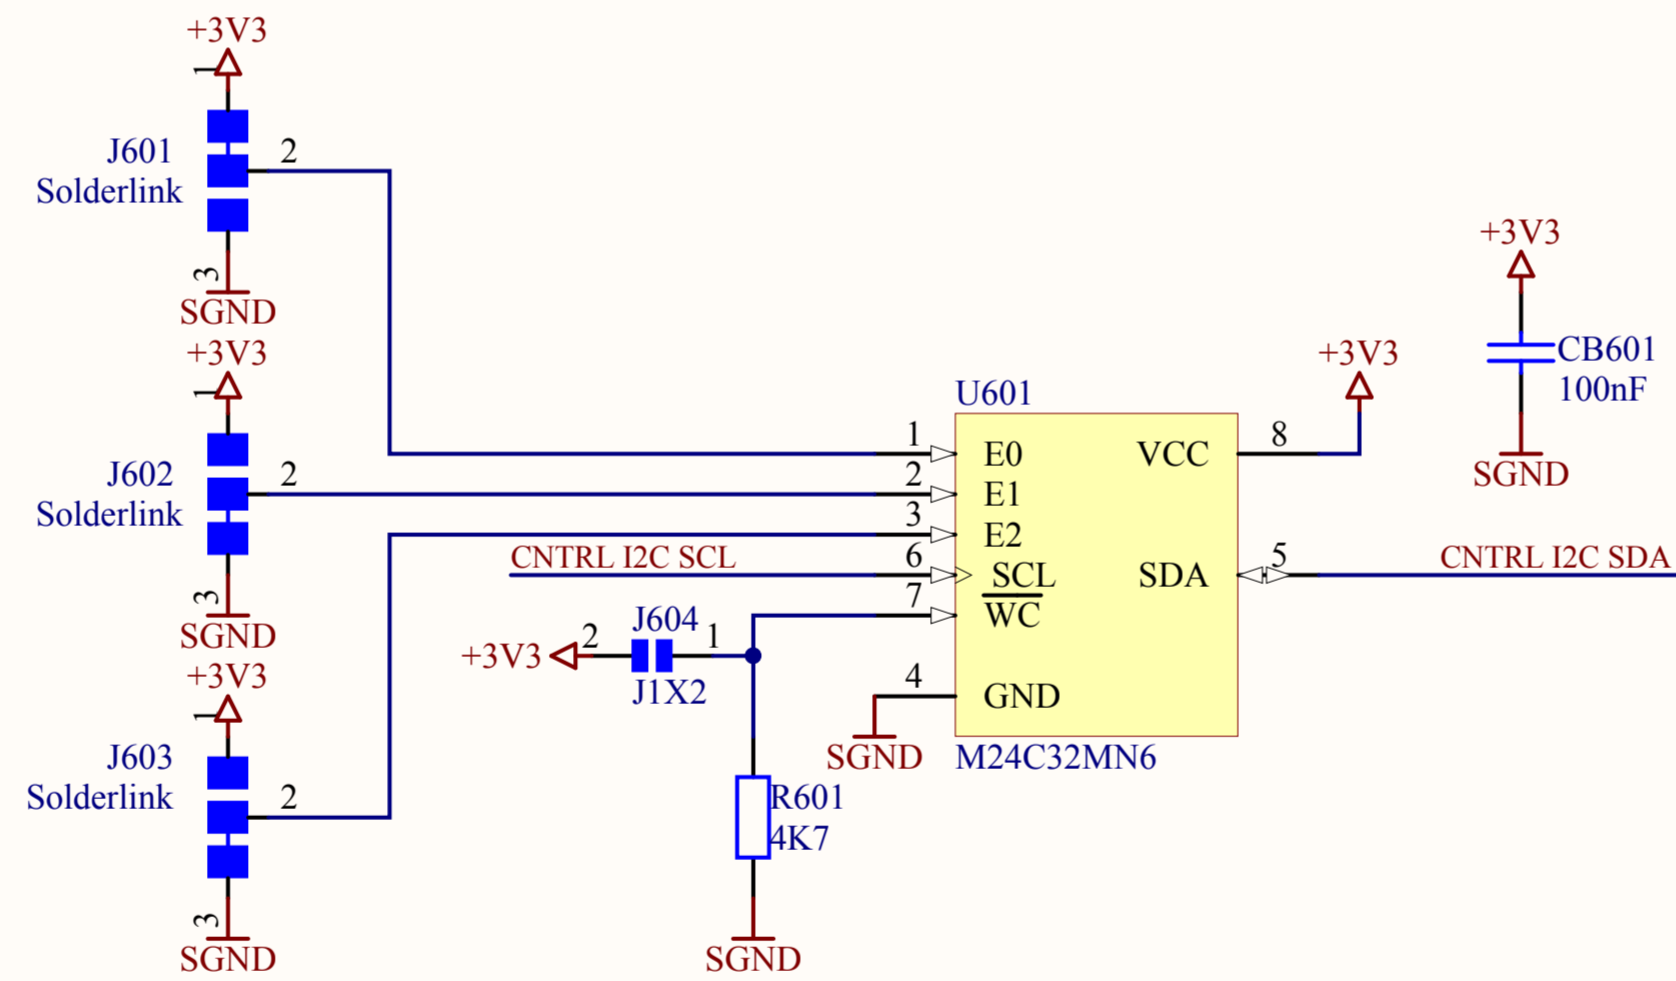 +3V3
1
J601
Solderlink
2
3
SGND
+3V3
1
J602
Solderlink
2
3
SGND
+3V3
1
J603
Solderlink
2
3
SGND
CNTRL I2C SCL
+3V3
2
J604
1
J1X2
R601
4K7
SGND
U601
1
E0
2
E1
3
E2
6
SCL
7
WC
4
GND
SGND
M24C32MN6
VCC
8
+3V3
SDA
5
CNTRL I2C SDA
+3V3
CB601
100nF
SGND